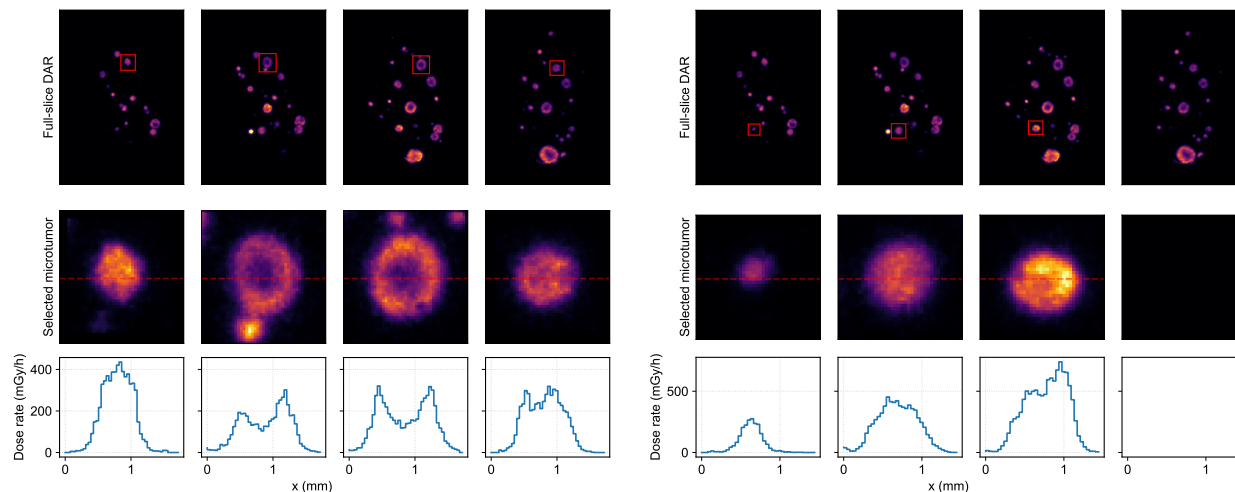 Full-slice DAR
Full-slice DAR
Selected microtumor
Selected microtumor
Dose rate (mGy/h)
400
200
0
0 1
0 1
0 1
0 1
x (mm)
Dose rate (mGy/h)
500
0
0 1
0 1
0 1
0 1
x (mm)